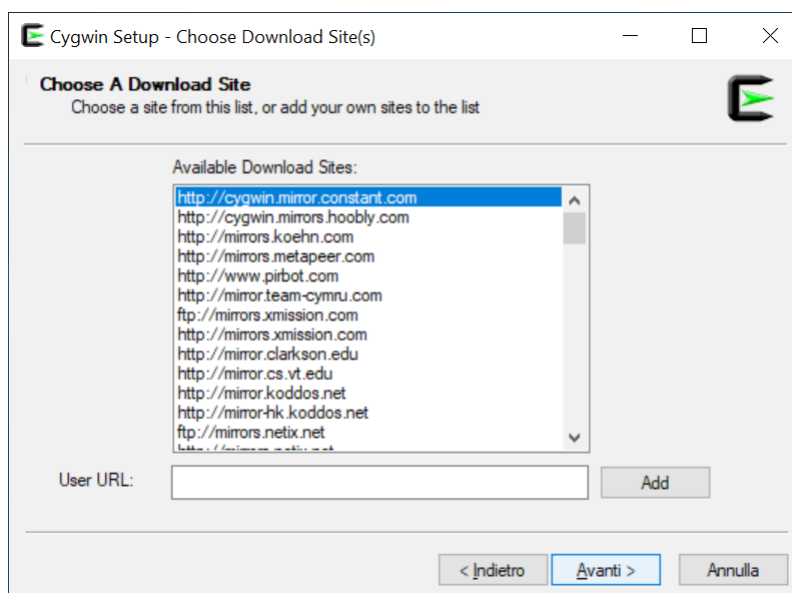 Cygwin Setup - Choose Download Site(s)
Choose A Download Site
Choose a site from this list, or add your own sites to the list
Available Download Sites:
http://cygwin.mirror.constant.com
http://cygwin.mirrors.hoobly.com
http://mirrors.koehn.com
http://mirrors.metapeer.com
http://www.pirbot.com
http://mirror.team-cymru.com
ftp://mirrors.xmission.com
http://mirrors.xmission.com
http://mirror.clarkson.edu
http://mirror.cs.vt.edu
http://mirror.koddos.net
http://mirror-hk.koddos.net
ftp://mirrors.netix.net
User URL:
Add
< Indietro
Avanti >
Annulla